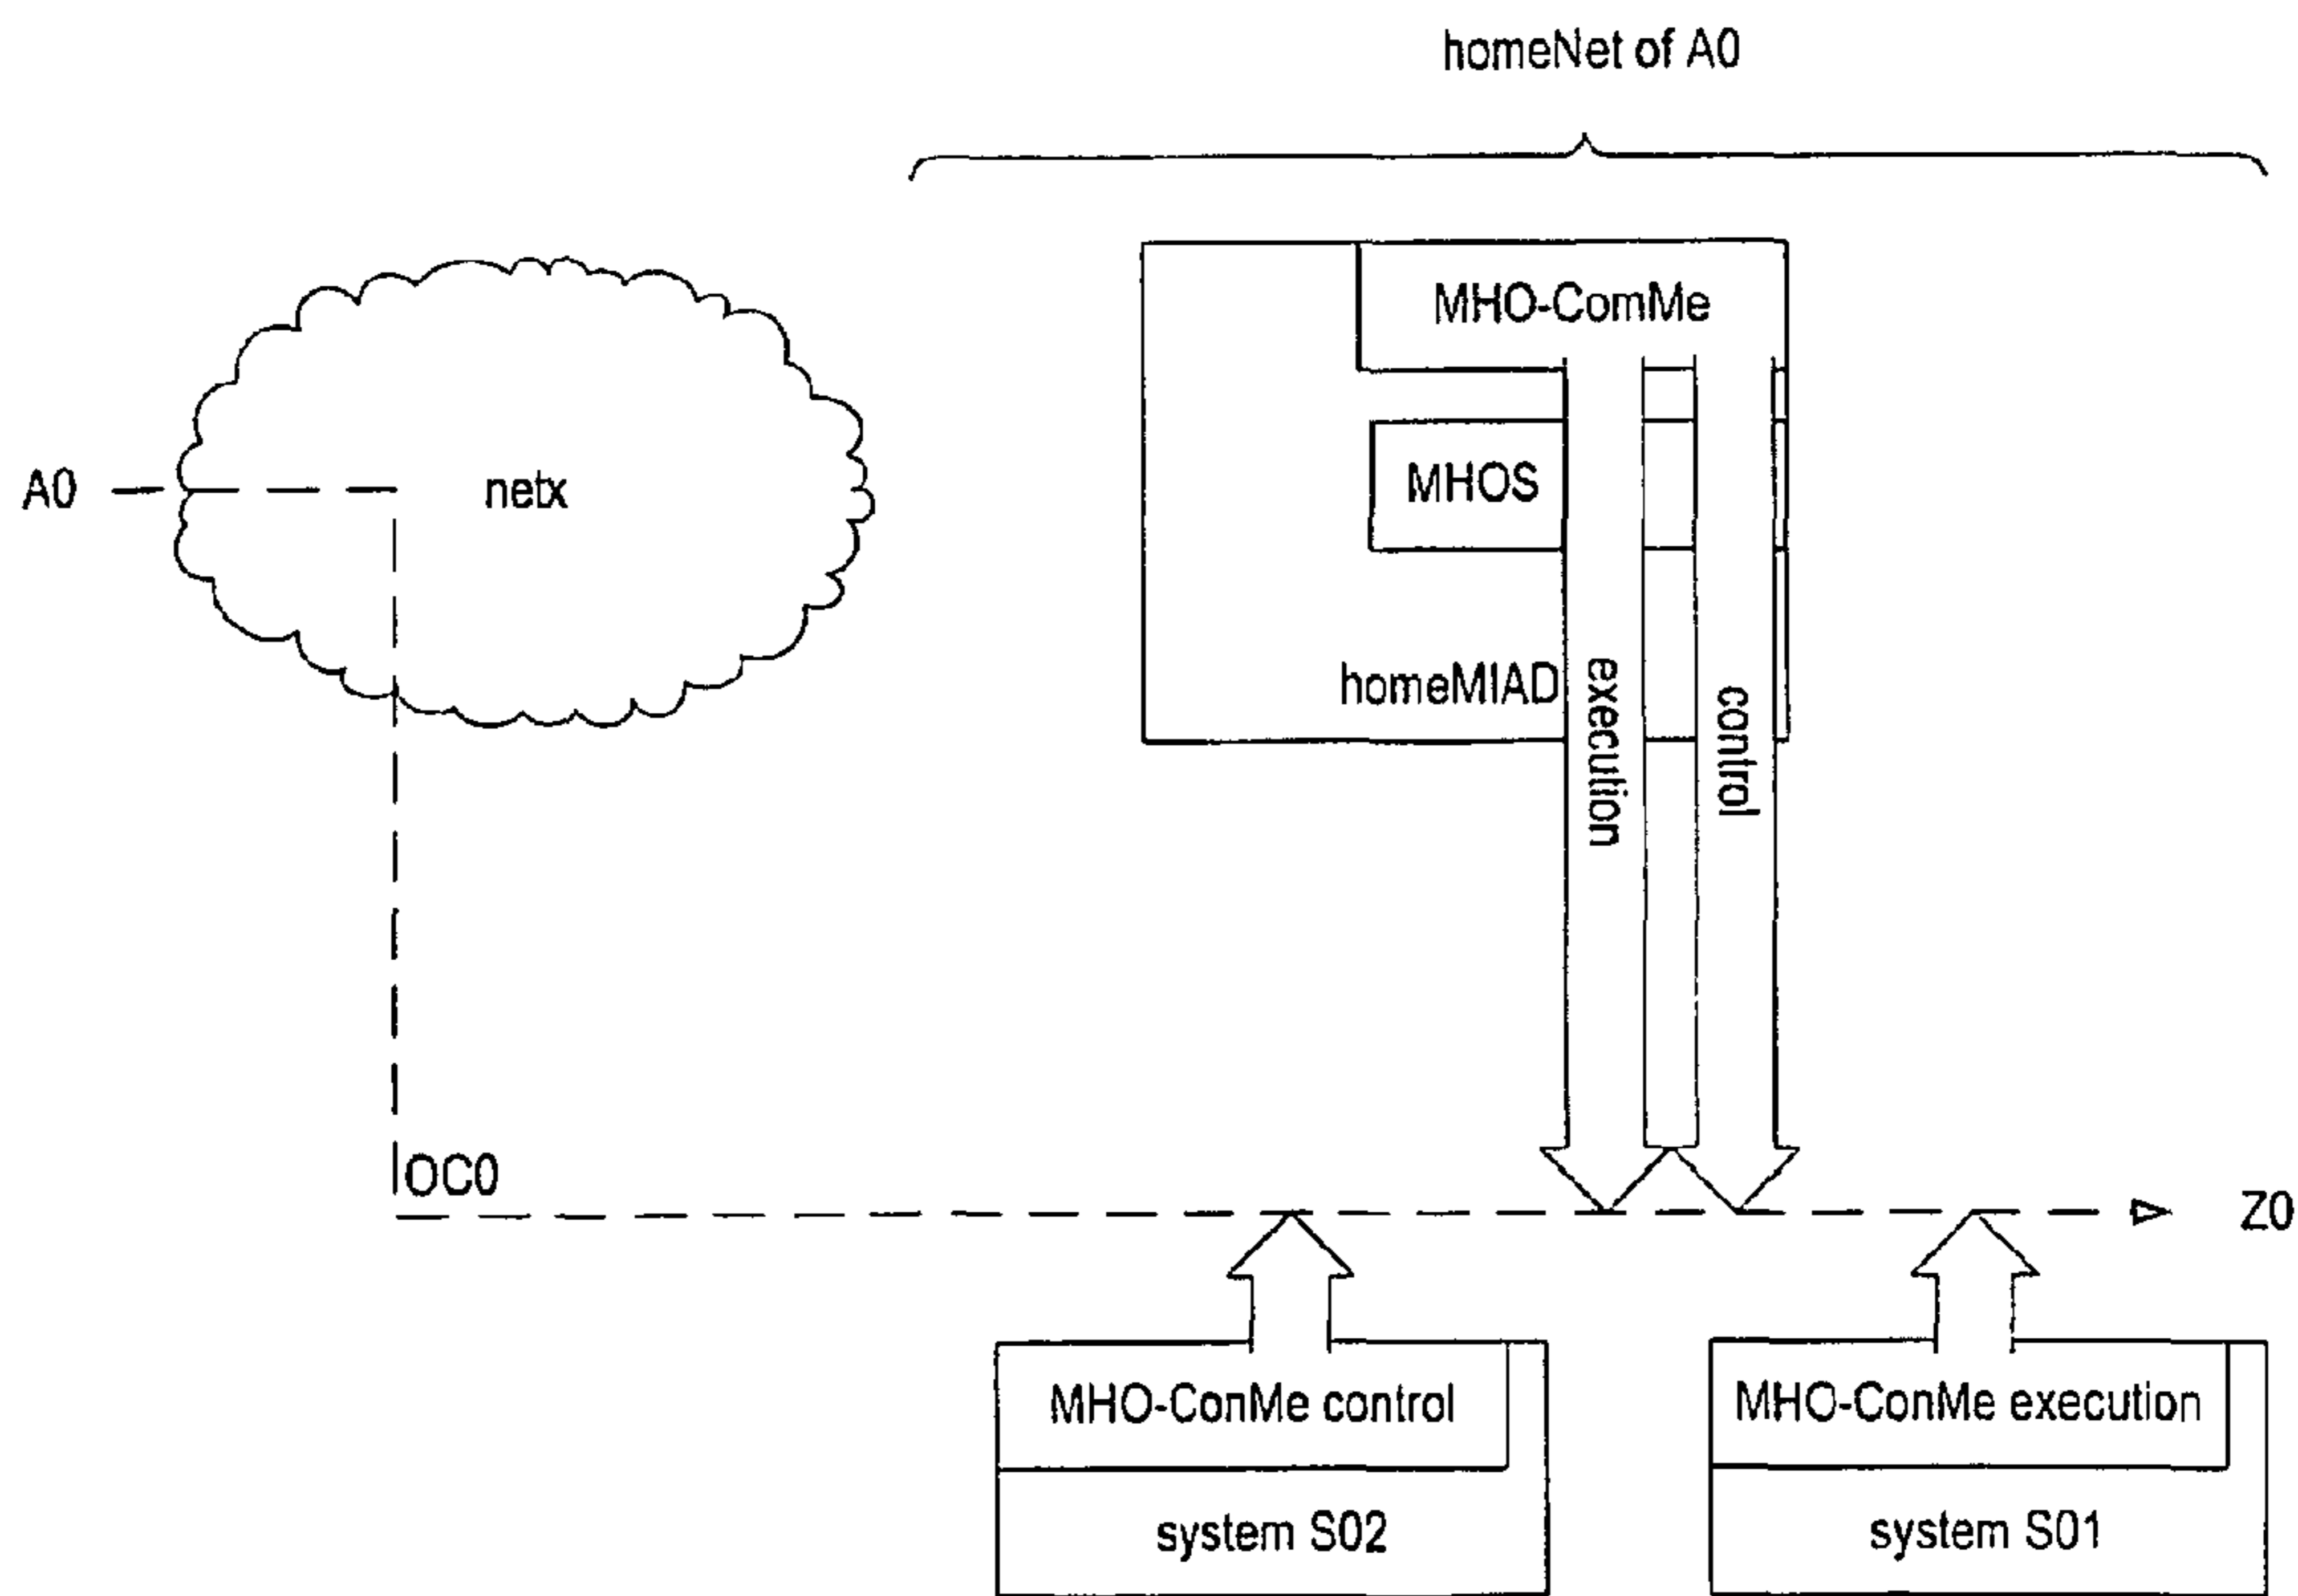 homeNet of A0
MHO-ComMe
A0
netx
MHOS
homeMIAD
execution
control
IOC0
Z0
MHO-ConMe control
MHO-ConMe execution
system S02
system S01